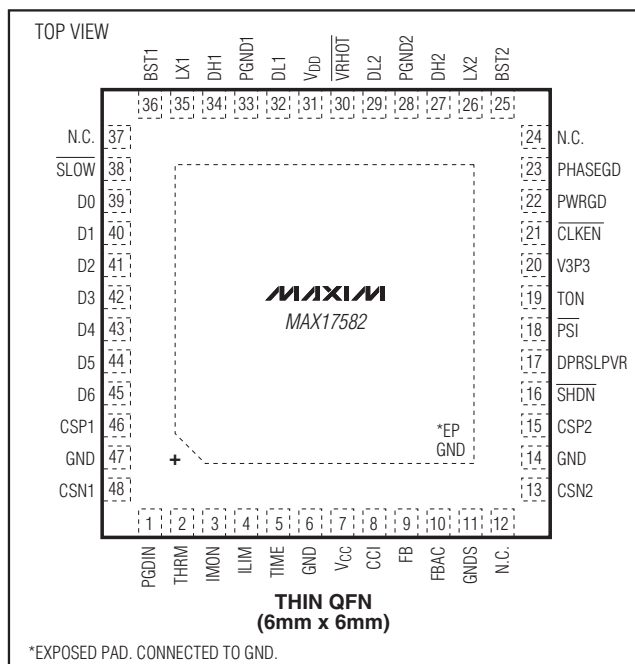 TOP VIEW
BST1 LX1 DH1 PGND1 DL1 VDD VRHOT DL2 PGND2 DH2 LX2 BST2
36 35 34 33 32 31 30 29 28 27 26 25
N.C. 37
SLOW 38
D0 39
D1 40
D2 41
D3 42
D4 43
D5 44
D6 45
CSP1 46
GND 47
CSN1 48
24 N.C.
23 PHASEGD
22 PWRGD
21 CLKEN
20 V3P3
19 TON
18 PSI
17 DPRSLPVR
16 SHDN
15 CSP2
14 GND
13 CSN2
MAXIM
MAX17582
*EP
GND
+
1 2 3 4 5 6 7 8 9 10 11 12
PGDIN THRM IMON ILIM TIME GND VCC CCI FB FBAC GNDS N.C.
THIN QFN
(6mm x 6mm)
*EXPOSED PAD. CONNECTED TO GND.